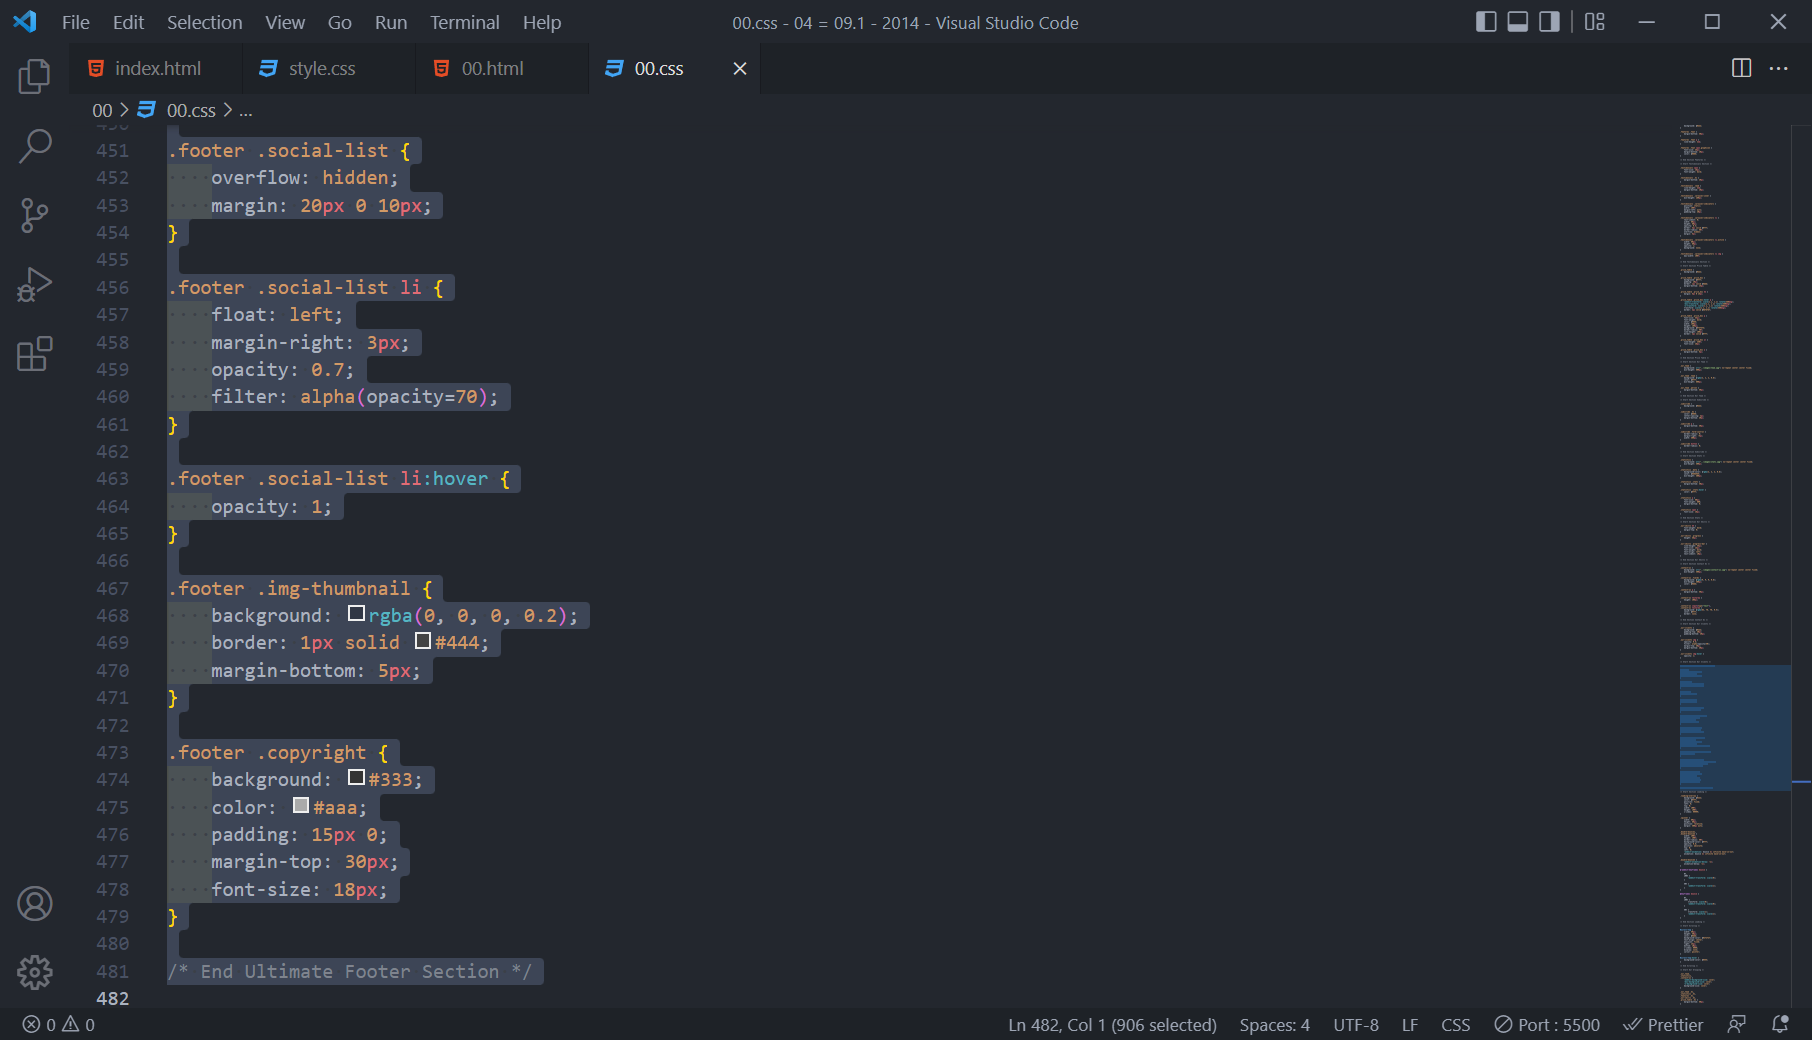 File Edit Selection View Go Run Terminal Help 00.css - 04 = 09.1 - 2014 - Visual Studio Code
index.html style.css 00.html 00.css
00 > 00.css > ...
451 .footer .social-list {
452 overflow: hidden;
453 margin: 20px 0 10px;
454 }
455
456 .footer .social-list li {
457 float: left;
458 margin-right: 3px;
459 opacity: 0.7;
460 filter: alpha(opacity=70);
461 }
462
463 .footer .social-list li:hover {
464 opacity: 1;
465 }
466
467 .footer .img-thumbnail {
468 background: rgba(0, 0, 0, 0.2);
469 border: 1px solid #444;
470 margin-bottom: 5px;
471 }
472
473 .footer .copyright {
474 background: #333;
475 color: #aaa;
476 padding: 15px 0;
477 margin-top: 30px;
478 font-size: 18px;
479 }
480
481 /* End Ultimate Footer Section */
482
0 0 Ln 482, Col 1 (906 selected) Spaces: 4 UTF-8 LF CSS Port : 5500 Prettier